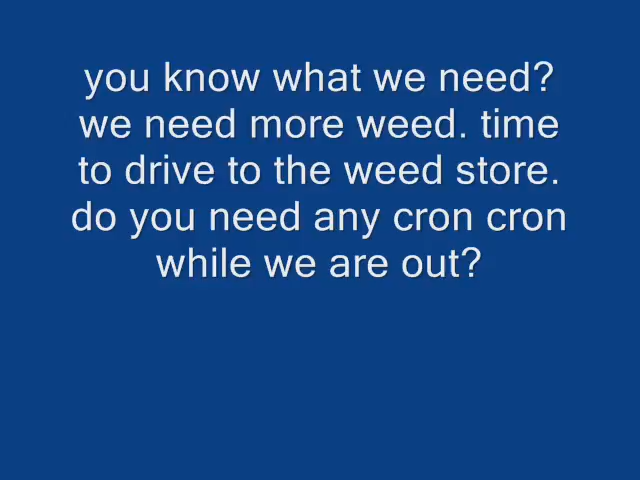 you know what we need?
we need more weed. time
to drive to the weed store.
do you need any cron cron
while we are out?